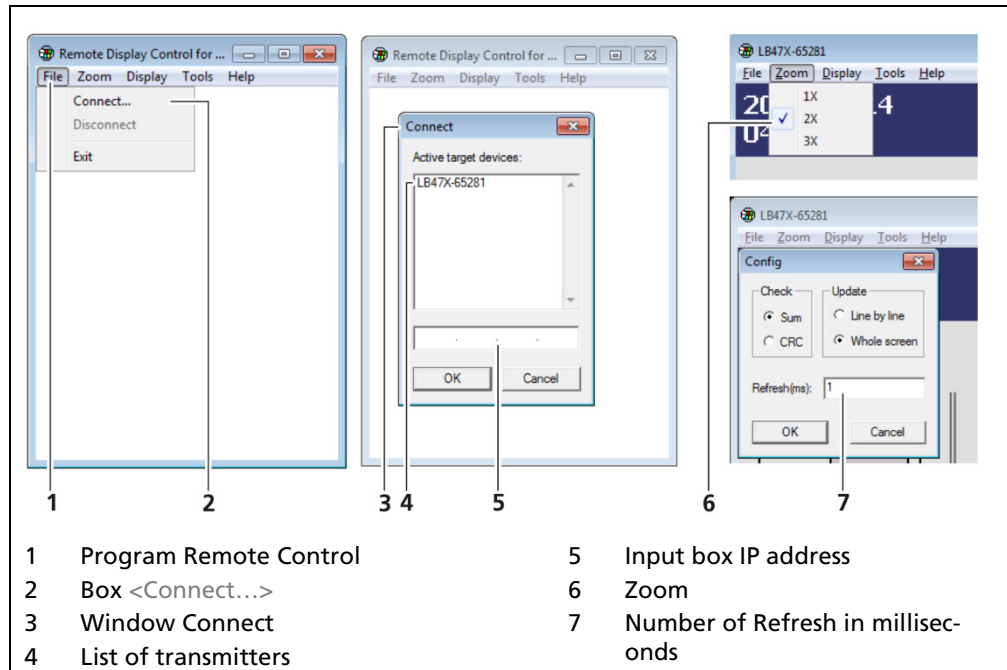 Remote Display Control for ...
File Zoom Display Tools Help
Connect...
Disconnect
Exit
Remote Display Control for ...
File Zoom Display Tools Help
Connect
Active target devices:
LB47X-65281
. . .
OK Cancel
LB47X-65281
File Zoom Display Tools Help
1X
2X
3X
20 .4
04
LB47X-65281
File Zoom Display Tools Help
Config
Check Update
Sum Line by line
CRC Whole screen
Refresh(ms): 1
OK Cancel
1 2 3 4 5 6 7
1 Program Remote Control
2 Box <Connect...>
3 Window Connect
4 List of transmitters
5 Input box IP address
6 Zoom
7 Number of Refresh in millisec-
onds